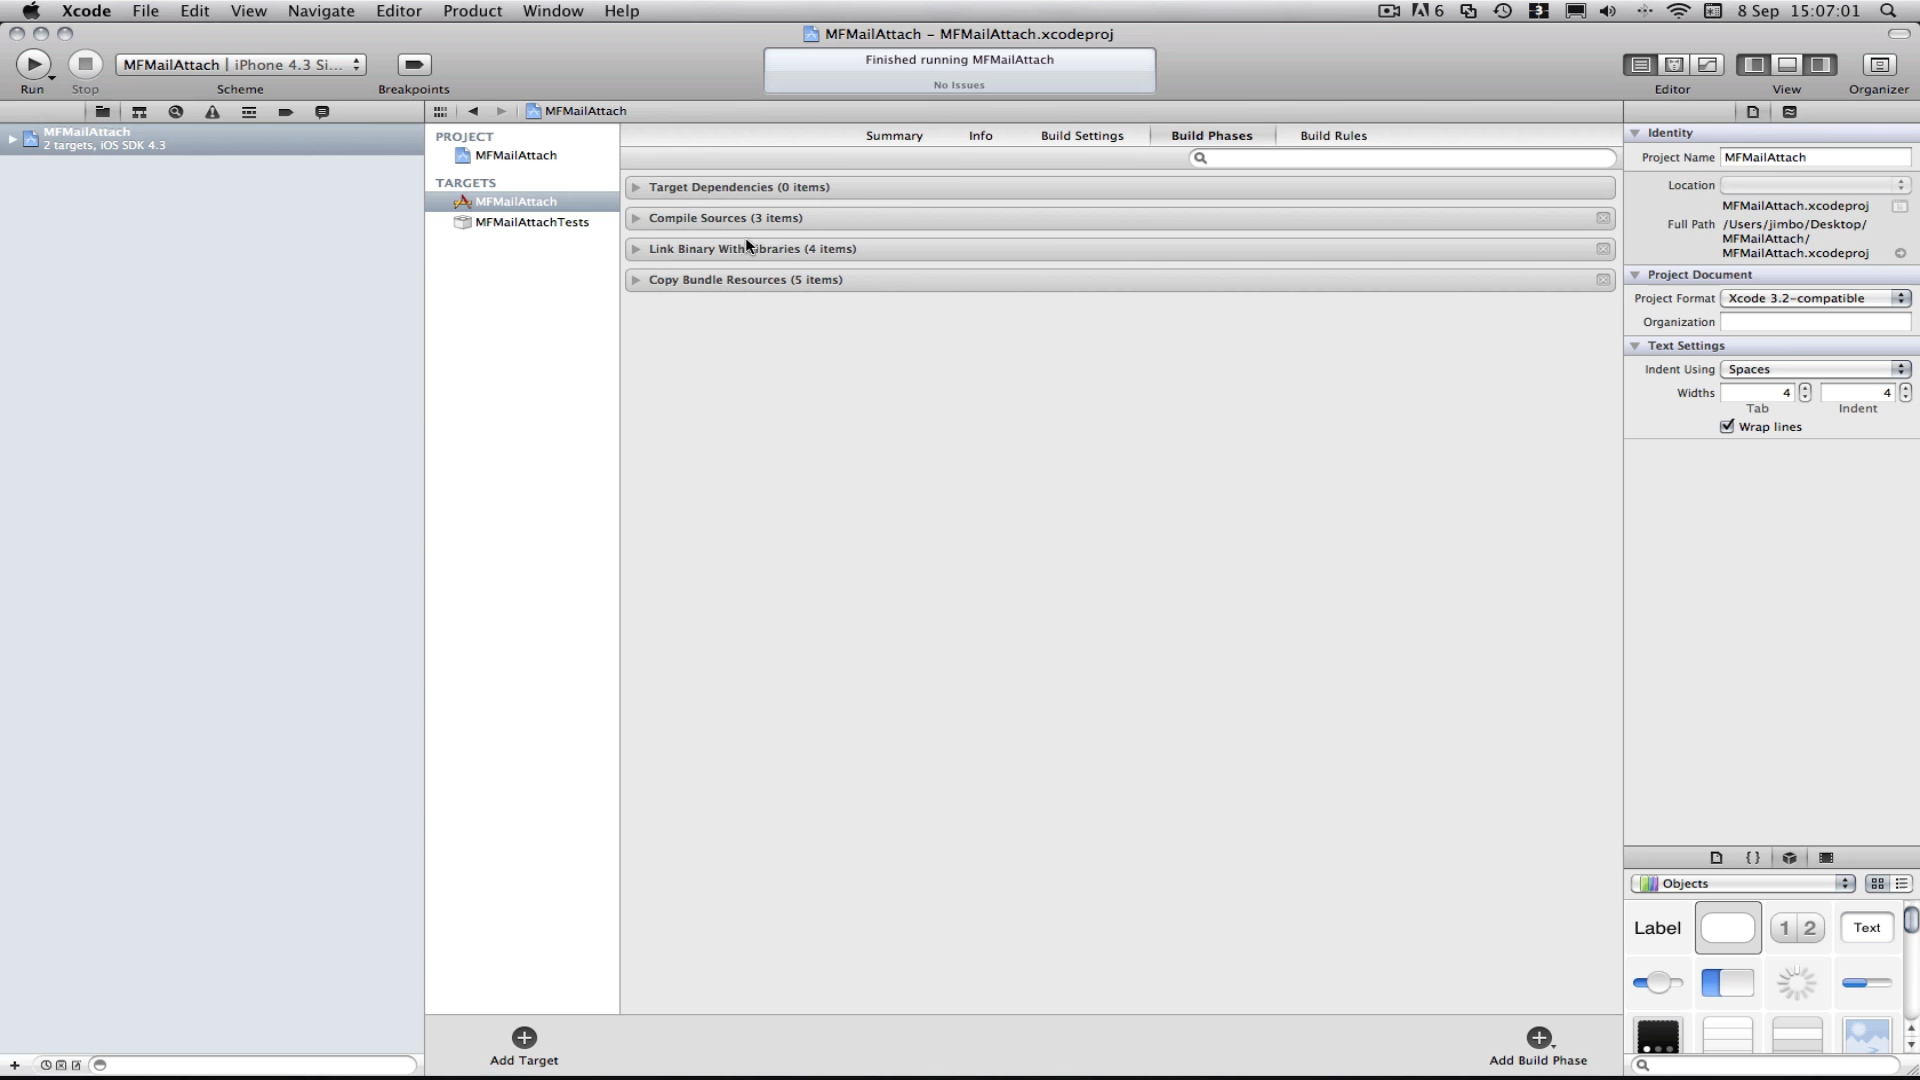 Xcode File Edit View Navigate Editor Product Window Help
6
3
8 Sep 15:07:01
MFMailAttach – MFMailAttach.xcodeproj
MFMailAttach | iPhone 4.3 Si...
Finished running MFMailAttach
No Issues
Run Stop Scheme Breakpoints
Editor View Organizer
MFMailAttach
2 targets, iOS SDK 4.3
MFMailAttach
PROJECT
MFMailAttach
TARGETS
MFMailAttach
MFMailAttachTests
Summary Info Build Settings Build Phases Build Rules
Target Dependencies (0 items)
Compile Sources (3 items)
Link Binary With Libraries (4 items)
Copy Bundle Resources (5 items)
Add Target
Add Build Phase
Identity
Project Name MFMailAttach
Location
MFMailAttach.xcodeproj
Full Path /Users/jimbo/Desktop/
MFMailAttach/
MFMailAttach.xcodeproj
Project Document
Project Format Xcode 3.2-compatible
Organization
Text Settings
Indent Using Spaces
Widths 4 4
Tab Indent
Wrap lines
{ }
Objects
Label 1 2 Text